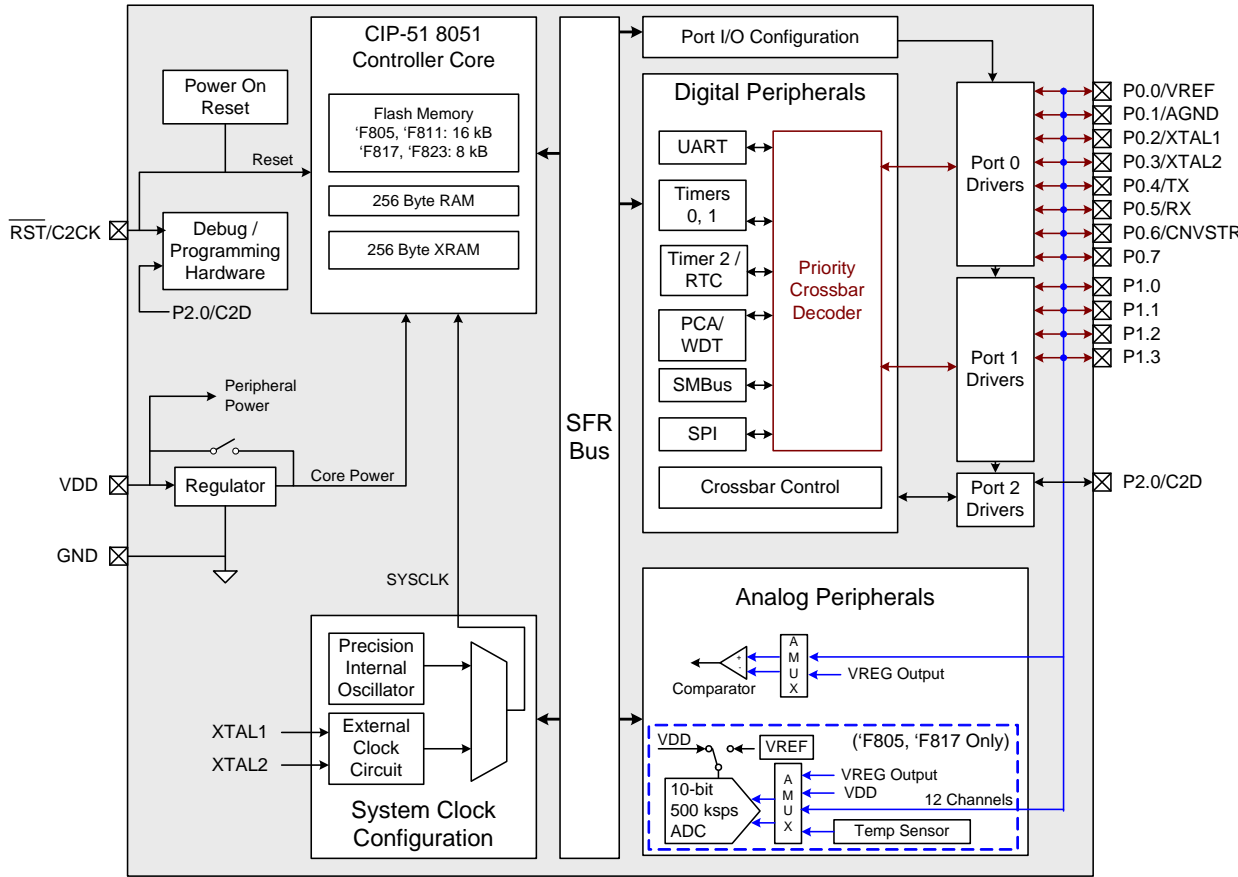 CIP-51 8051
Controller Core
Flash Memory
‘F805, ‘F811: 16 kB
‘F817, ‘F823: 8 kB
256 Byte RAM
256 Byte XRAM
Power On
Reset
Reset
RST/C2CK
Debug /
Programming
Hardware
P2.0/C2D
Peripheral
Power
VDD
Regulator
Core Power
GND
SYSCLK
Precision
Internal
Oscillator
XTAL1
XTAL2
External
Clock
Circuit
System Clock
Configuration
SFR
Bus
Port I/O Configuration
Digital Peripherals
UART
Timers
0, 1
Timer 2 /
RTC
PCA/
WDT
SMBus
SPI
Priority
Crossbar
Decoder
Crossbar Control
Port 0
Drivers
Port 1
Drivers
Port 2
Drivers
P0.0/VREF
P0.1/AGND
P0.2/XTAL1
P0.3/XTAL2
P0.4/TX
P0.5/RX
P0.6/CNVSTR
P0.7
P1.0
P1.1
P1.2
P1.3
P2.0/C2D
Analog Peripherals
+
-
Comparator
A
M
U
X
VREG Output
(‘F805, ‘F817 Only)
VDD
VREF
10-bit
500 ksps
ADC
A
M
U
X
VREG Output
VDD
12 Channels
Temp Sensor